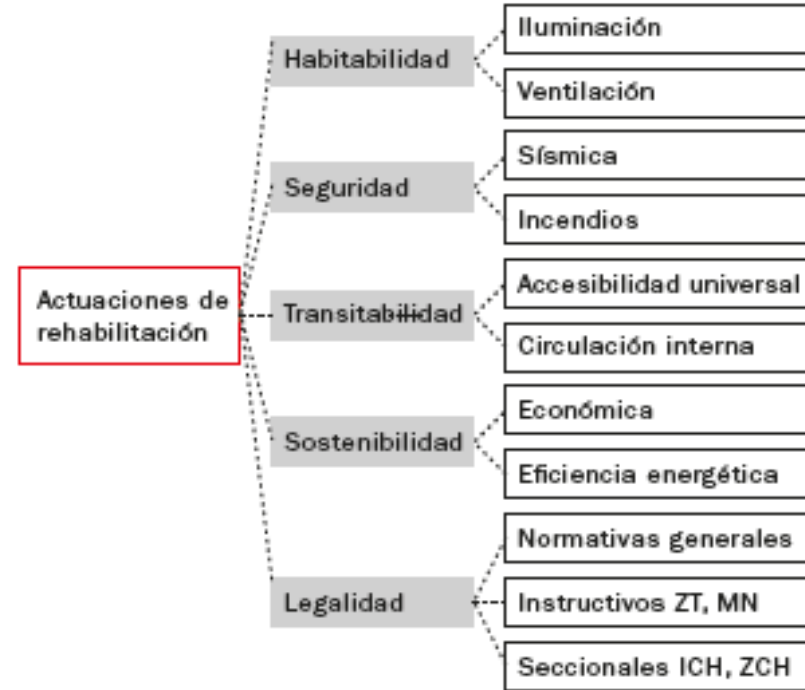 Actuaciones de
rehabilitación
Habitabilidad
Iluminación
Ventilación
Seguridad
Sísmica
Incendios
Transitabilidad
Accesibilidad universal
Circulación interna
Sostenibilidad
Económica
Eficiencia energética
Legalidad
Normativas generales
Instructivos ZT, MN
Seccionales ICH, ZCH